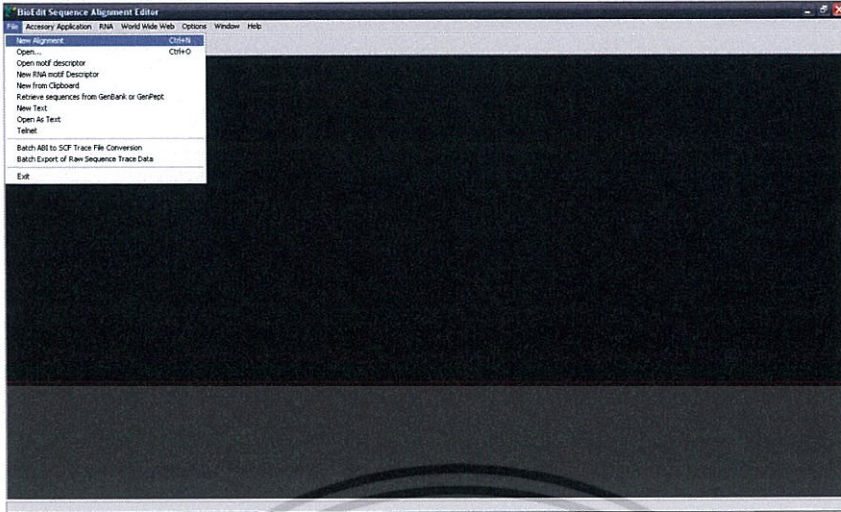 BioEdit Sequence Alignment Editor
File Accesory Application RNA World Wide Web Options Window Help
New Alignment Ctrl+N
Open... Ctrl+O
Open motif descriptor
New RNA motif Descriptor
New from Clipboard
Retrieve sequences from GenBank or GenPept
New Text
Open As Text
Telnet
Batch ABI to SCF Trace File Conversion
Batch Export of Raw Sequence Trace Data
Exit